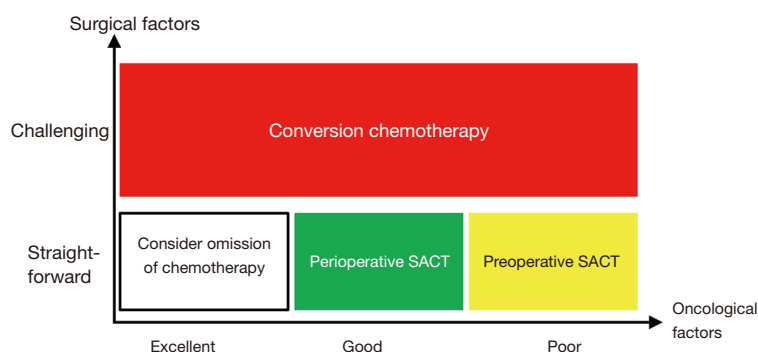 Surgical factors
Challenging
Conversion chemotherapy
Straight-
forward
Consider omission
of chemotherapy
Perioperative SACT
Preoperative SACT
Oncological
factors
Excellent
Good
Poor